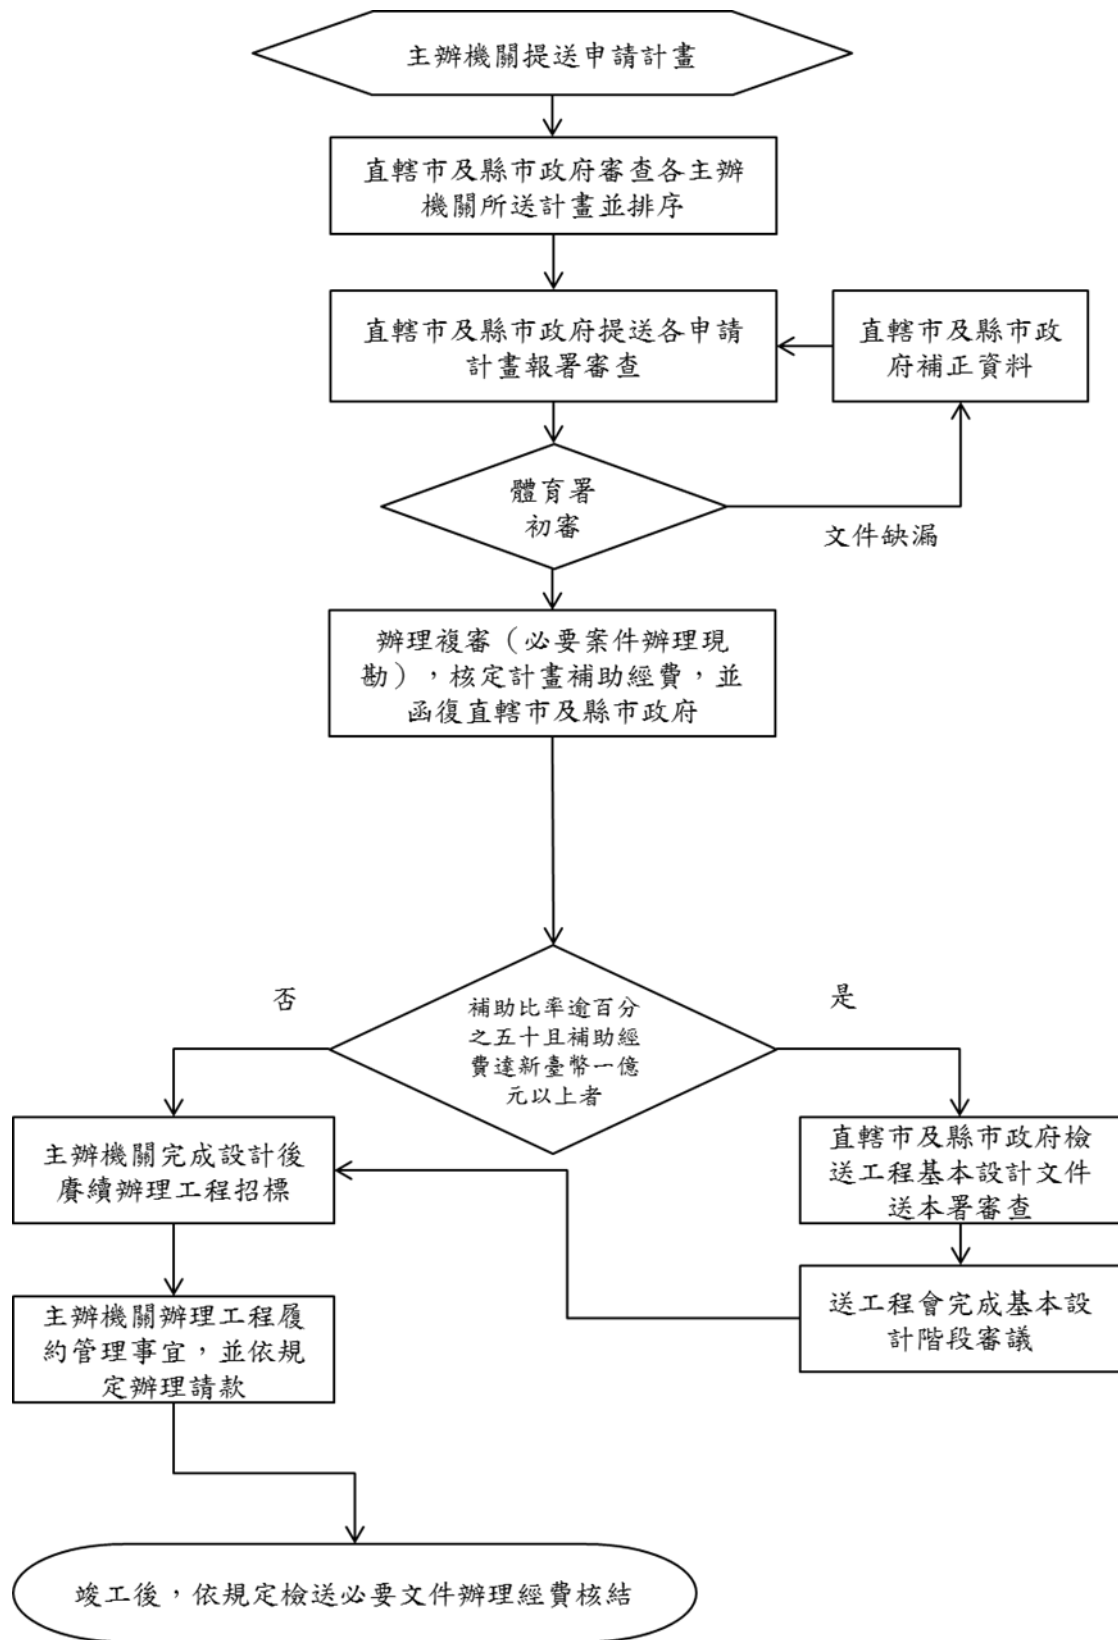 主辦機關提送申請計畫
直轄市及縣市政府審查各主辦
機關所送計畫並排序
直轄市及縣市政府提送各申請
計畫報署審查
直轄市及縣市政
府補正資料
體育署
初審
文件缺漏
辦理複審（必要案件辦理現
勘），核定計畫補助經費，並
函復直轄市及縣市政府
否
補助比率逾百分
之五十且補助經
費達新臺幣一億
元以上者
是
主辦機關完成設計後
賡續辦理工程招標
直轄市及縣市政府檢
送工程基本設計文件
送本署審查
主辦機關辦理工程履
約管理事宜，並依規
定辦理請款
送工程會完成基本設
計階段審議
竣工後，依規定檢送必要文件辦理經費核結